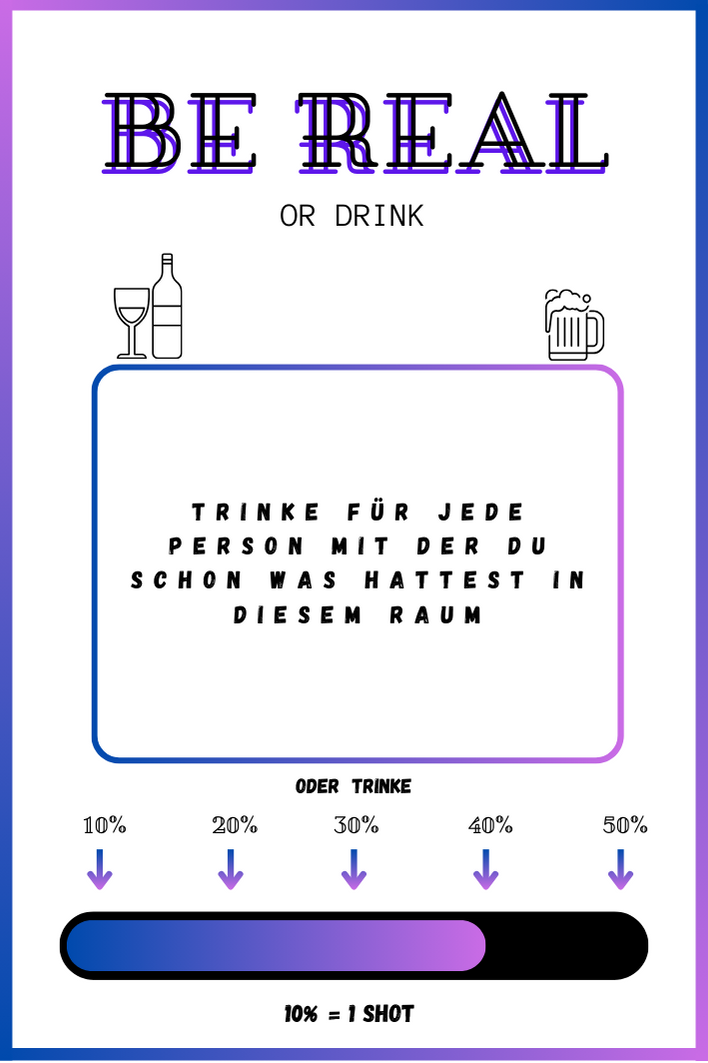 BE REAL
OR DRINK
TRINKE FÜR JEDE
PERSON MIT DER DU
SCHON WAS HATTEST IN
DIESEM RAUM
ODER TRINKE
10% 20% 30% 40% 50%
10% = 1 SHOT